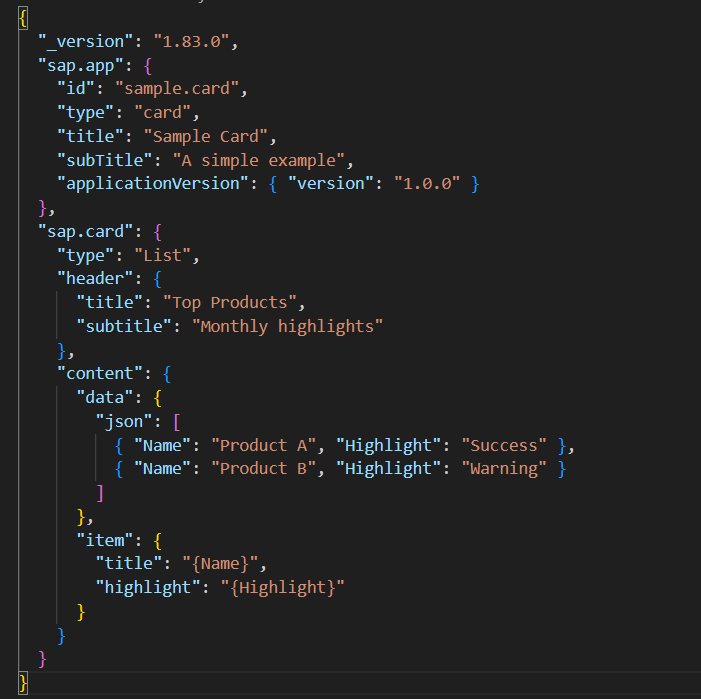 {
  "_version": "1.83.0",
  "sap.app": {
    "id": "sample.card",
    "type": "card",
    "title": "Sample Card",
    "subTitle": "A simple example",
    "applicationVersion": { "version": "1.0.0" }
  },
  "sap.card": {
    "type": "List",
    "header": {
      "title": "Top Products",
      "subtitle": "Monthly highlights"
    },
    "content": {
      "data": {
        "json": [
          { "Name": "Product A", "Highlight": "Success" },
          { "Name": "Product B", "Highlight": "Warning" }
        ]
      },
      "item": {
        "title": "{Name}",
        "highlight": "{Highlight}"
      }
    }
  }
}